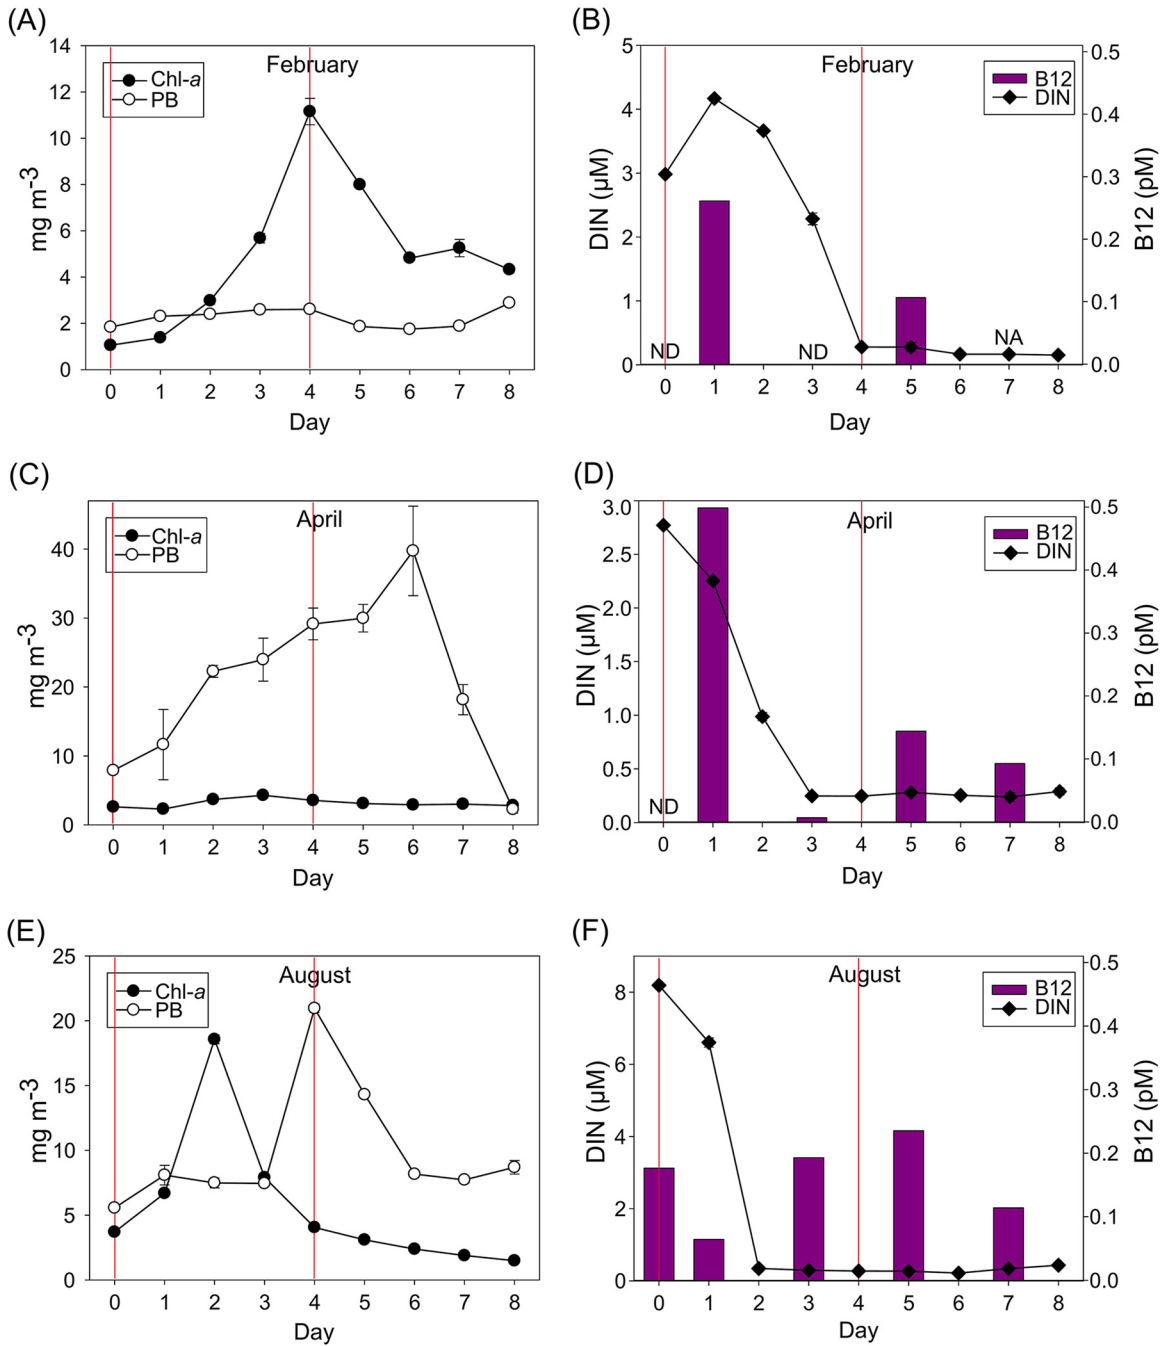 (A)
February
Chl-a
PB
14
12
10
8
6
4
2
0
mg m-3
0 1 2 3 4 5 6 7 8
Day
(B)
February
B12
DIN
5
4
3
2
1
0
DIN (µM)
0.5
0.4
0.3
0.2
0.1
0.0
B12 (pM)
ND ND NA
0 1 2 3 4 5 6 7 8
Day
(C)
April
Chl-a
PB
40
30
20
10
0
mg m-3
0 1 2 3 4 5 6 7 8
Day
(D)
April
B12
DIN
3.0
2.5
2.0
1.5
1.0
0.5
0.0
DIN (µM)
0.5
0.4
0.3
0.2
0.1
0.0
B12 (pM)
ND
0 1 2 3 4 5 6 7 8
Day
(E)
August
Chl-a
PB
25
20
15
10
5
0
mg m-3
0 1 2 3 4 5 6 7 8
Day
(F)
August
B12
DIN
8
6
4
2
0
DIN (µM)
0.5
0.4
0.3
0.2
0.1
0.0
B12 (pM)
0 1 2 3 4 5 6 7 8
Day